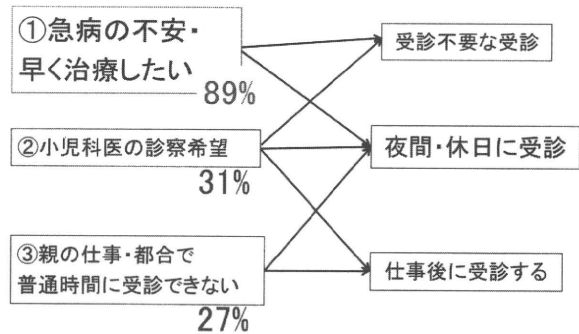 ①急病の不安・
早く治療したい
89%
②小児科医の診察希望
31%
③親の仕事・都合で
普通時間に受診できない
27%
受診不要な受診
夜間・休日に受診
仕事後に受診する